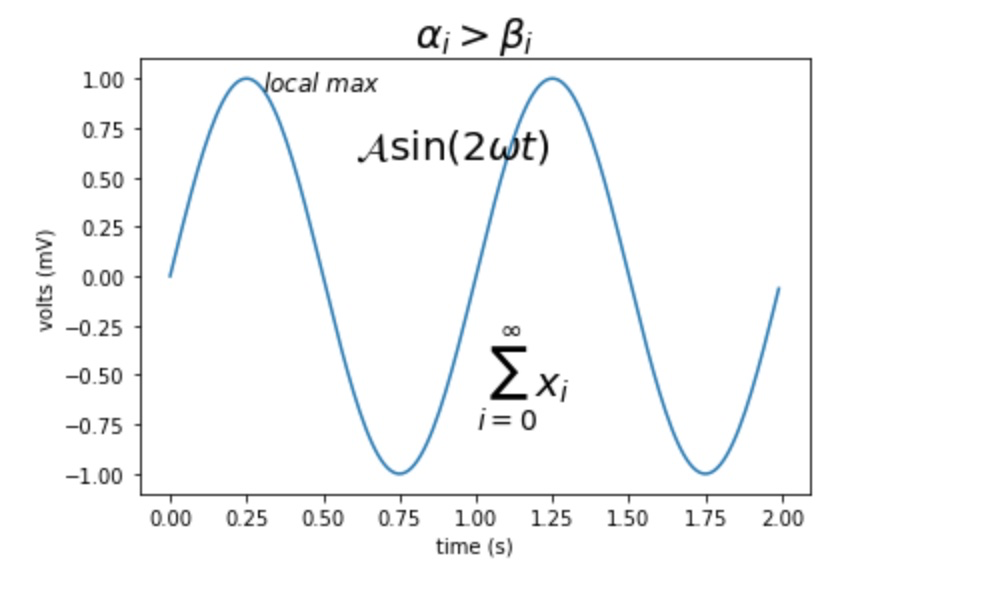 αᵢ > βᵢ
1.00
local max
0.75
𝒜sin(2ωt)
0.50
0.25
0.00
volts (mV)
−0.25
∞
−0.50
∑ xᵢ
i = 0
−0.75
−1.00
0.00 0.25 0.50 0.75 1.00 1.25 1.50 1.75 2.00
time (s)